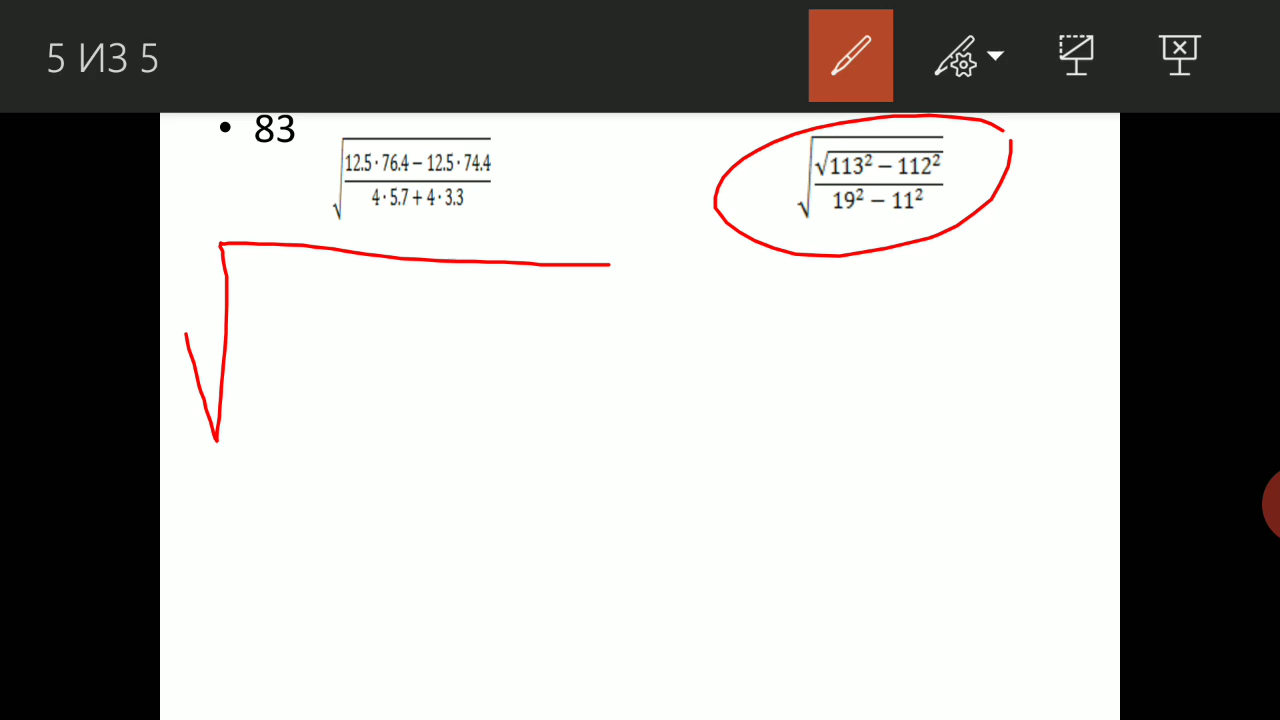 5 ИЗ 5
• 83
√((12.5·76.4 − 12.5·74.4)/(4·5.7 + 4·3.3))
√(√(113² − 112²)/(19² − 11²))